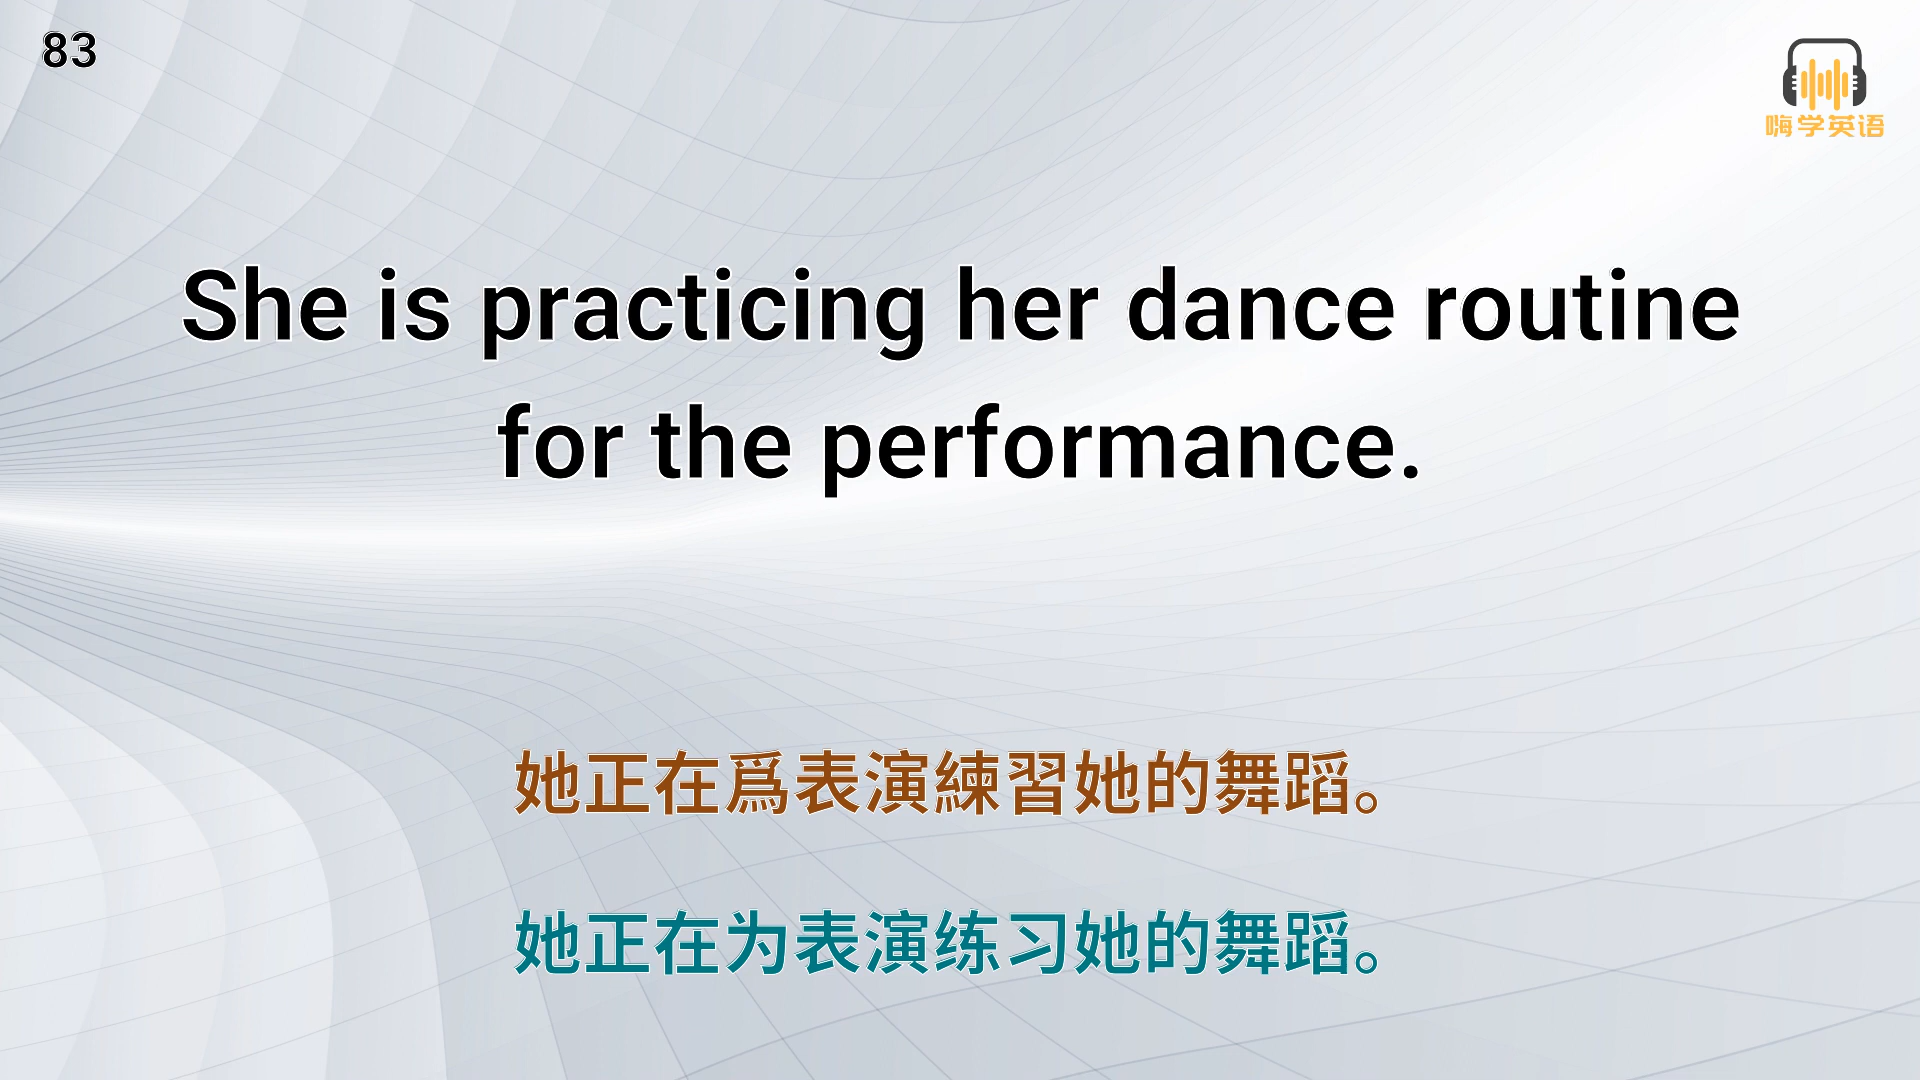 83
嗨学英语
She is practicing her dance routine
for the performance.
她正在爲表演練習她的舞蹈。
她正在为表演练习她的舞蹈。